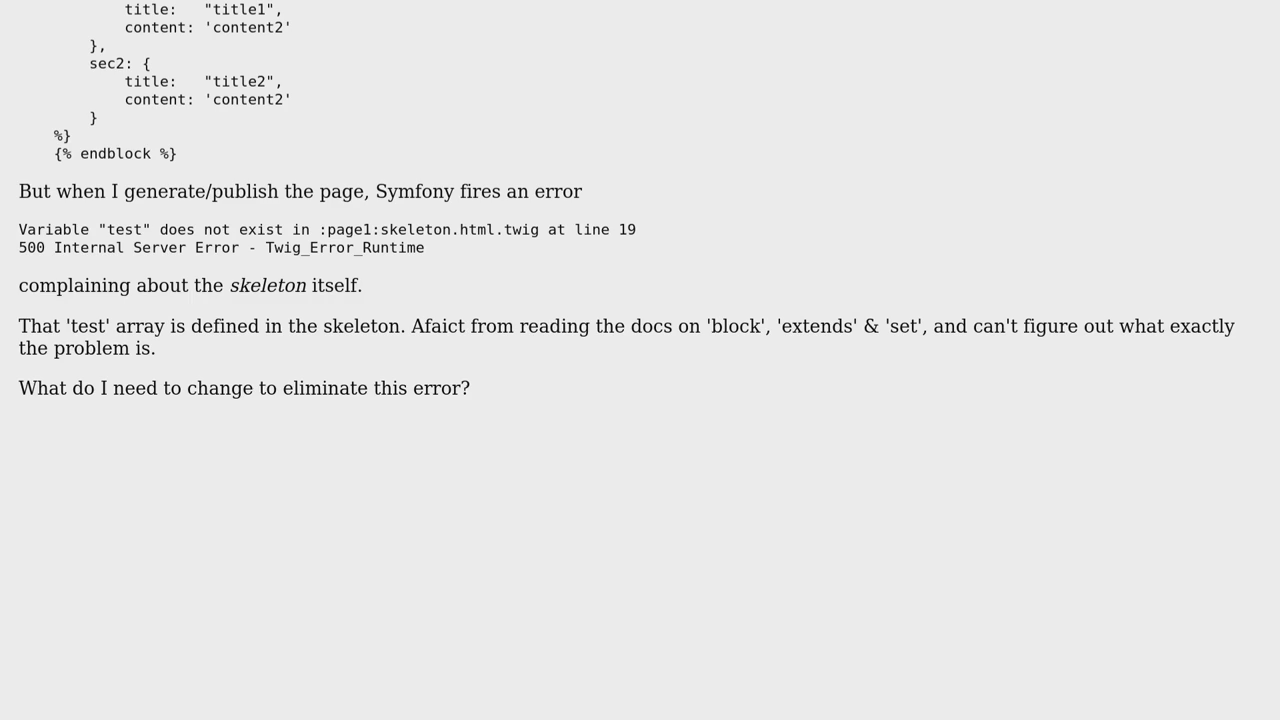 title:   "title1",
            content: 'content2'
        },
        sec2: {
            title:   "title2",
            content: 'content2'
        }
    %}
    {% endblock %}
But when I generate/publish the page, Symfony fires an error
Variable "test" does not exist in :page1:skeleton.html.twig at line 19
500 Internal Server Error - Twig_Error_Runtime
complaining about the skeleton itself.
That 'test' array is defined in the skeleton. Afaict from reading the docs on 'block', 'extends' & 'set', and can't figure out what exactly
the problem is.
What do I need to change to eliminate this error?